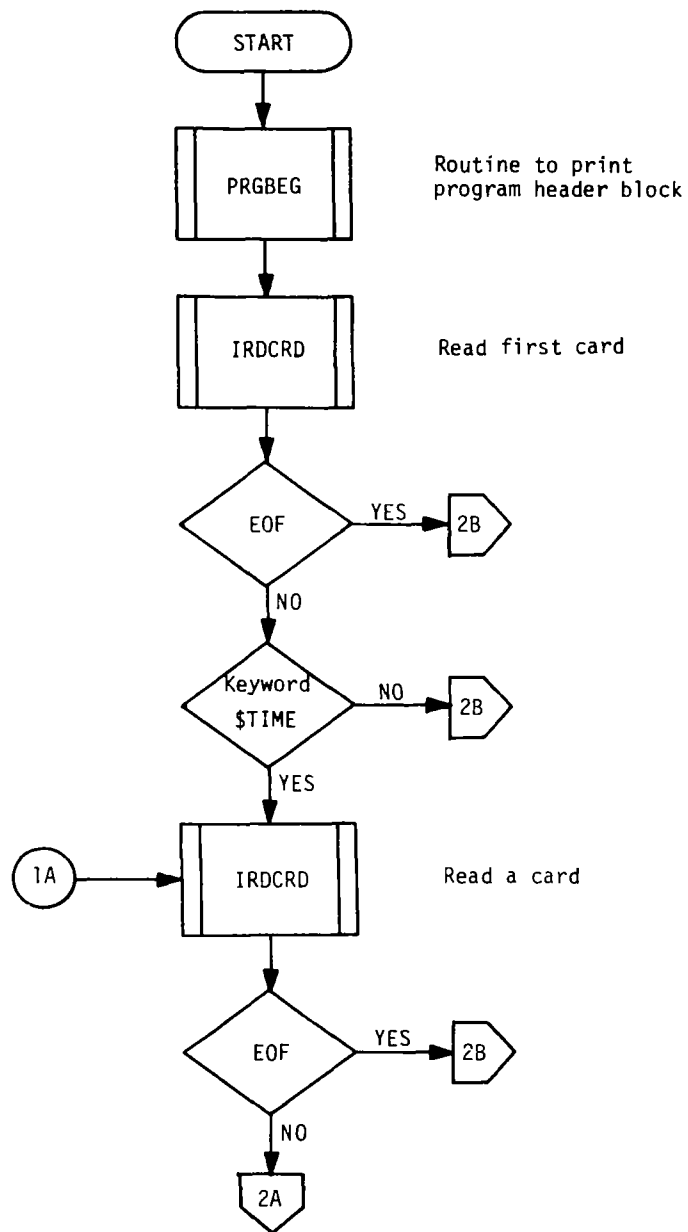 START
PRGBEG
Routine to print
program header block
IRDCRD
Read first card
EOF
YES
2B
NO
Keyword
$TIME
NO
2B
YES
1A
IRDCRD
Read a card
EOF
YES
2B
NO
2A